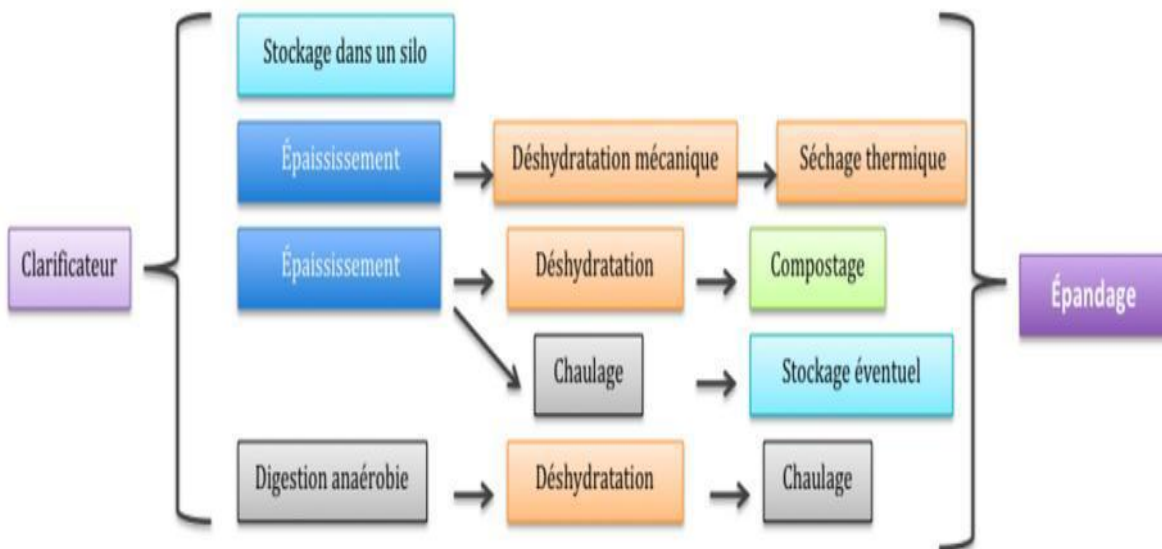 Stockage dans un silo
Épaississement
Déshydratation mécanique
Séchage thermique
Clarificateur
Épaississement
Déshydratation
Compostage
Épandage
Chaulage
Stockage éventuel
Digestion anaérobie
Déshydratation
Chaulage